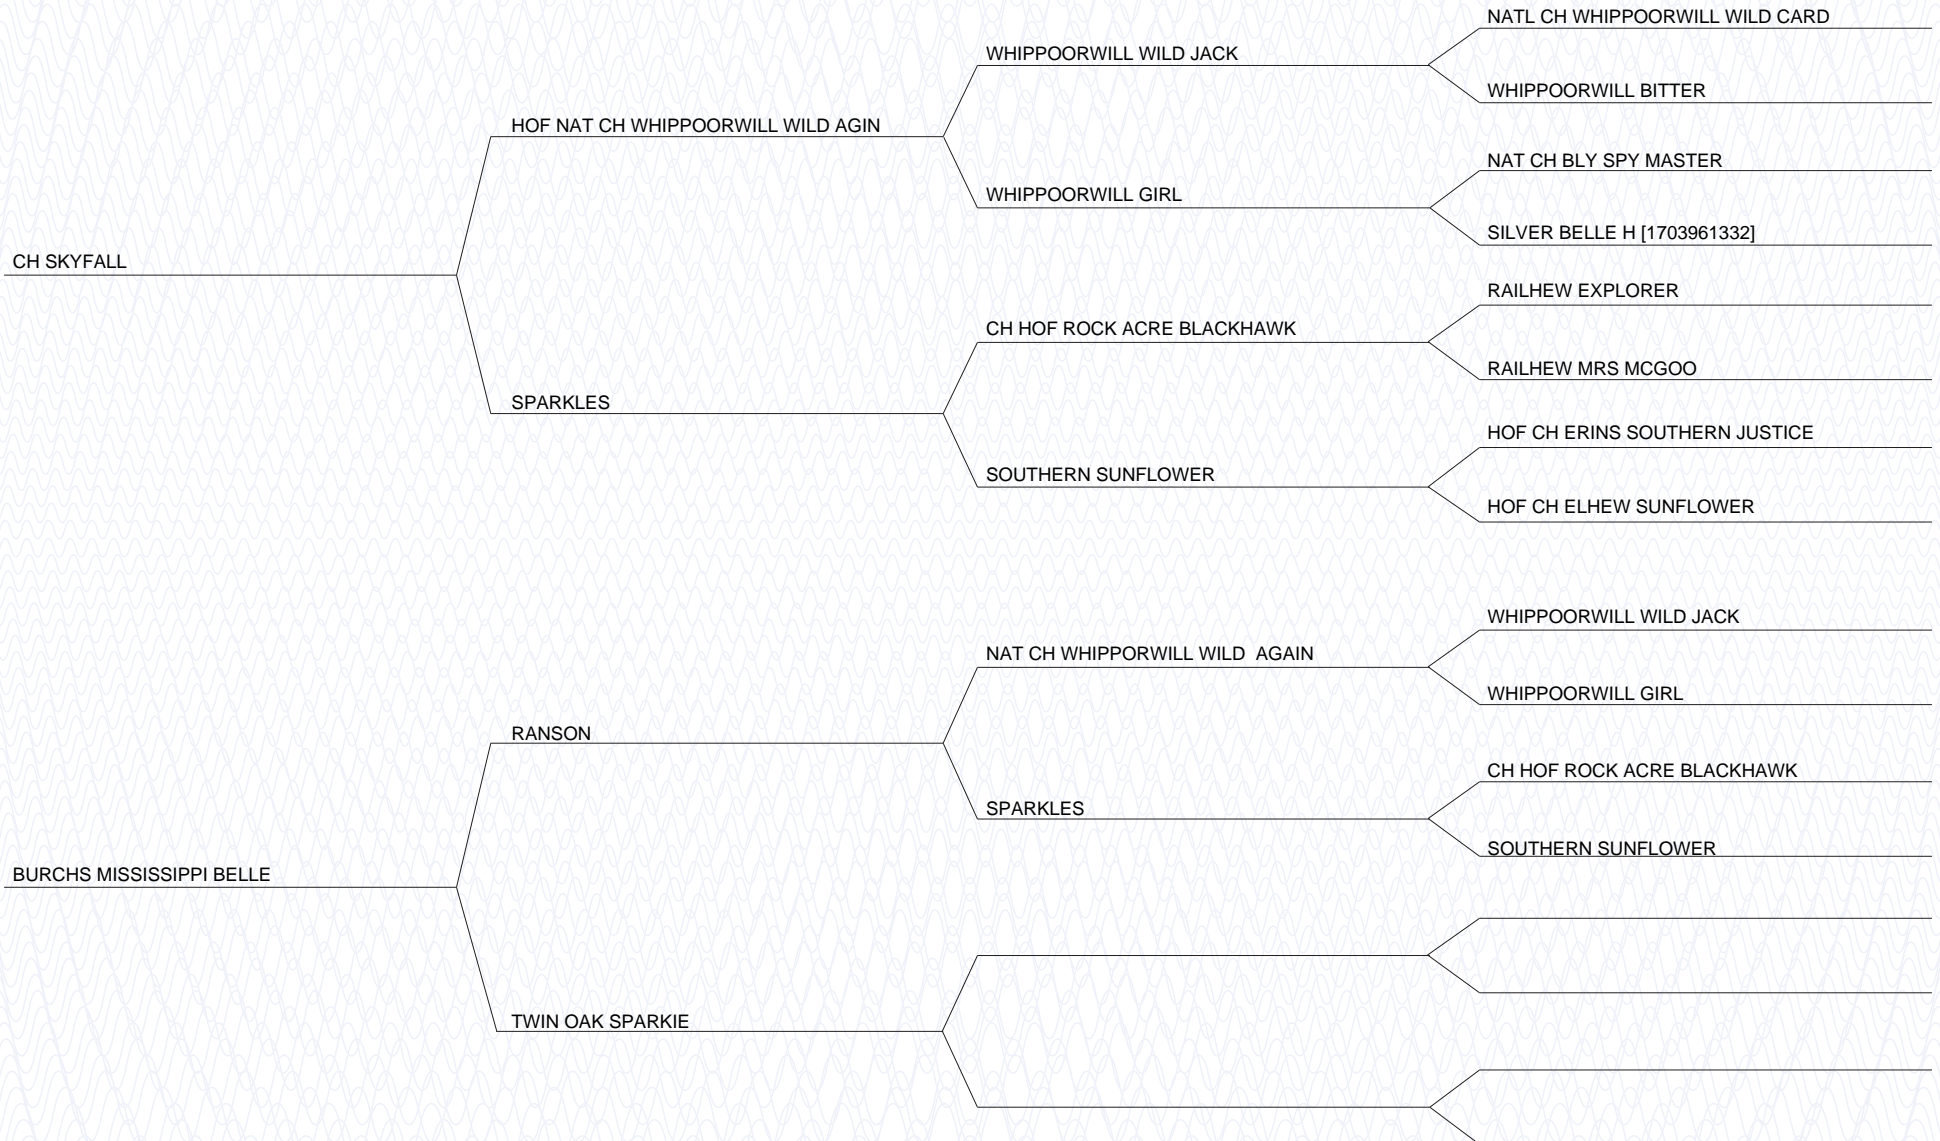 NATL CH WHIPPOORWILL WILD CARD
WHIPPOORWILL WILD JACK
WHIPPOORWILL BITTER
HOF NAT CH WHIPPOORWILL WILD AGIN
NAT CH BLY SPY MASTER
WHIPPOORWILL GIRL
SILVER BELLE H [1703961332]
CH SKYFALL
RAILHEW EXPLORER
CH HOF ROCK ACRE BLACKHAWK
RAILHEW MRS MCGOO
SPARKLES
HOF CH ERINS SOUTHERN JUSTICE
SOUTHERN SUNFLOWER
HOF CH ELHEW SUNFLOWER
WHIPPOORWILL WILD JACK
NAT CH WHIPPORWILL WILD  AGAIN
WHIPPOORWILL GIRL
RANSON
CH HOF ROCK ACRE BLACKHAWK
SPARKLES
SOUTHERN SUNFLOWER
BURCHS MISSISSIPPI BELLE
TWIN OAK SPARKIE